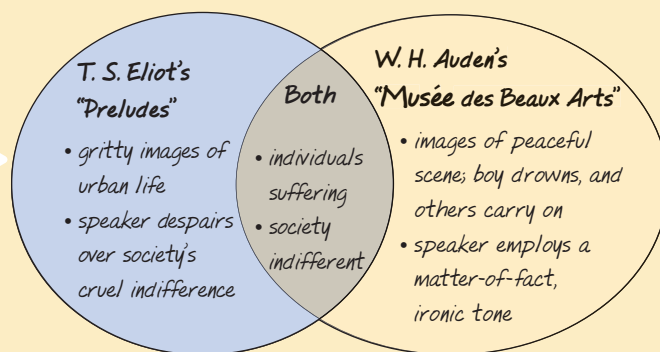 T. S. Eliot's
"Preludes"
• gritty images of
urban life
• speaker despairs
over society's
cruel indifference
Both
• individuals
suffering
• society
indifferent
W. H. Auden's
"Musée des Beaux Arts"
• images of peaceful
scene; boy drowns, and
others carry on
• speaker employs a
matter-of-fact,
ironic tone